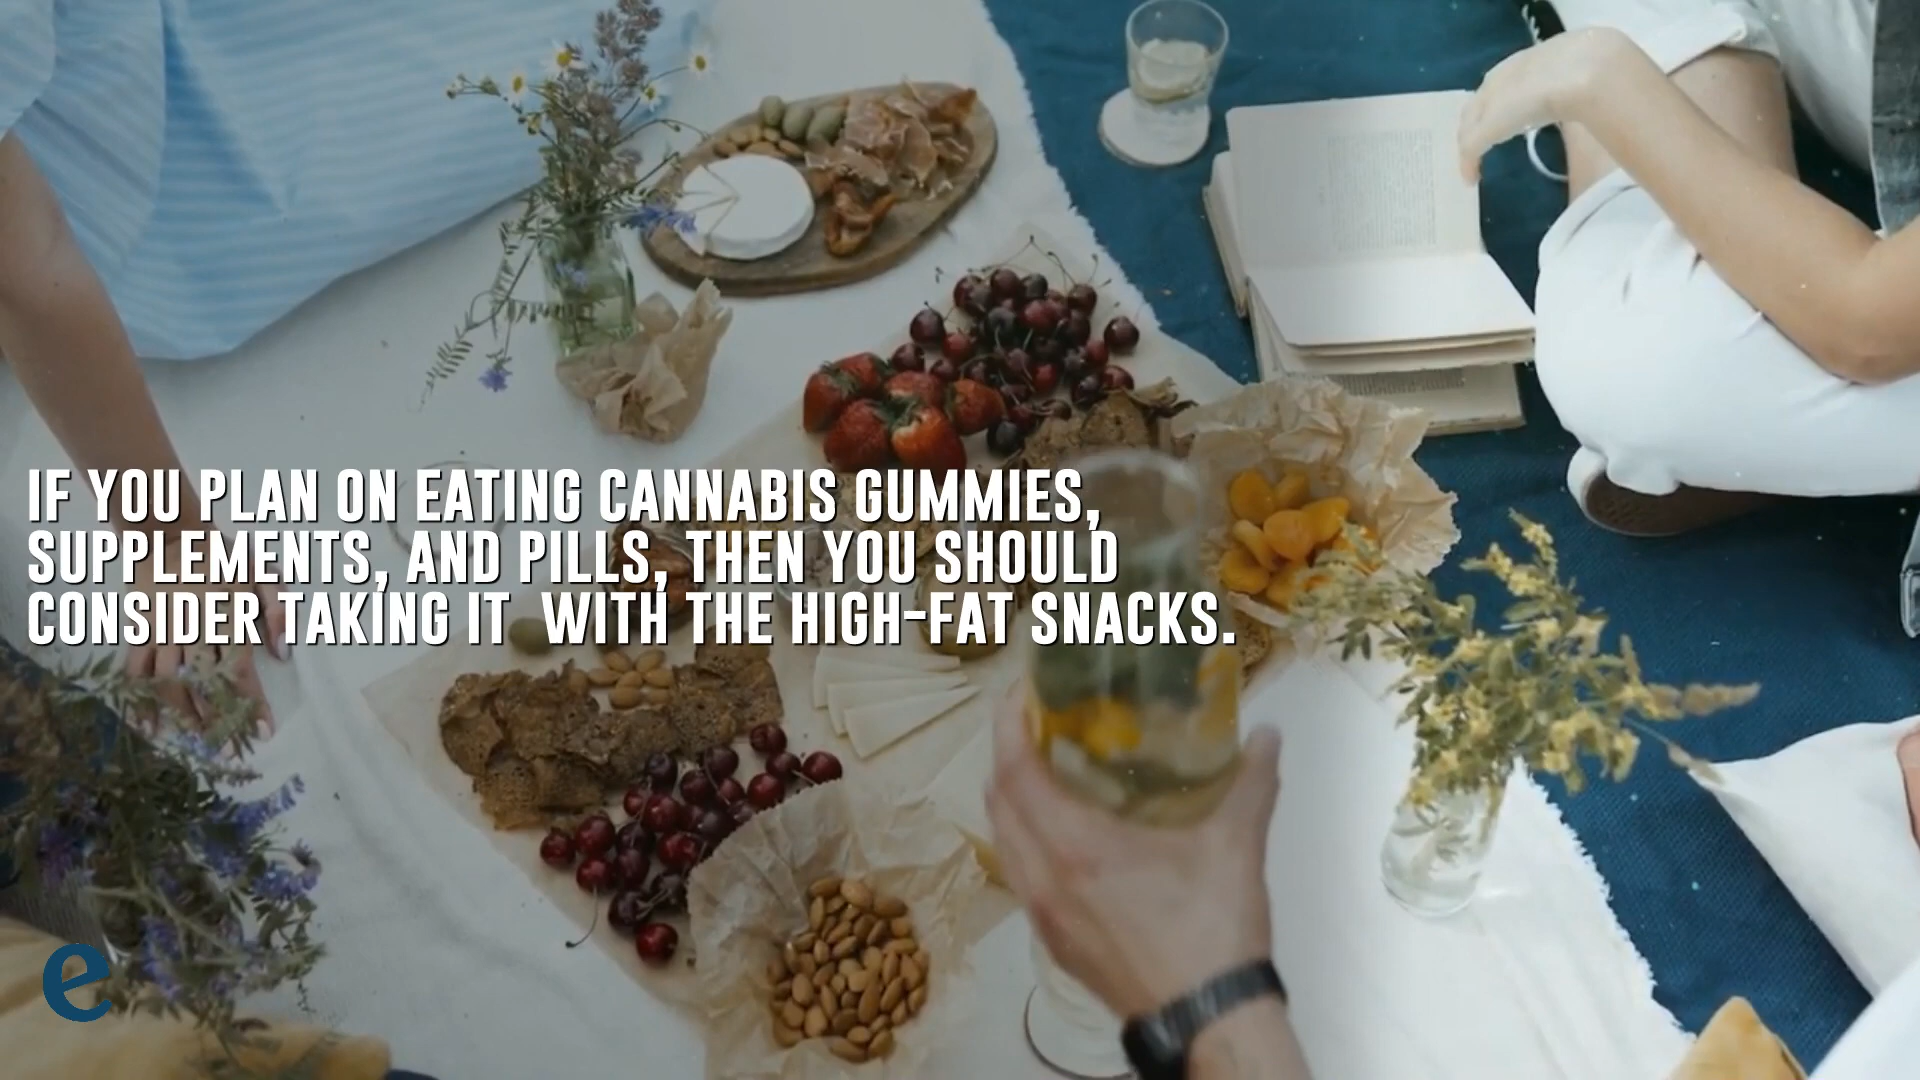 IF YOU PLAN ON EATING CANNABIS GUMMIES,
SUPPLEMENTS, AND PILLS, THEN YOU SHOULD
CONSIDER TAKING IT  WITH THE HIGH-FAT SNACKS.
e